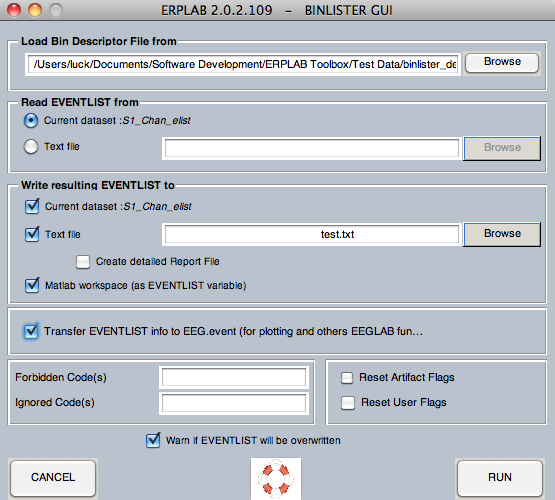 ERPLAB 2.0.2.109 - BINLISTER GUI
Load Bin Descriptor File from
/Users/luck/Documents/Software Development/ERPLAB Toolbox/Test Data/binlister_de
Browse
Read EVENTLIST from
Current dataset :S1_Chan_elist
Text file
Browse
Write resulting EVENTLIST to
Current dataset :S1_Chan_elist
Text file
test.txt
Browse
Create detailed Report File
Matlab workspace (as EVENTLIST variable)
Transfer EVENTLIST info to EEG.event (for plotting and others EEGLAB fun...
Forbidden Code(s)
Ignored Code(s)
Reset Artifact Flags
Reset User Flags
Warn if EVENTLIST will be overwritten
CANCEL
RUN